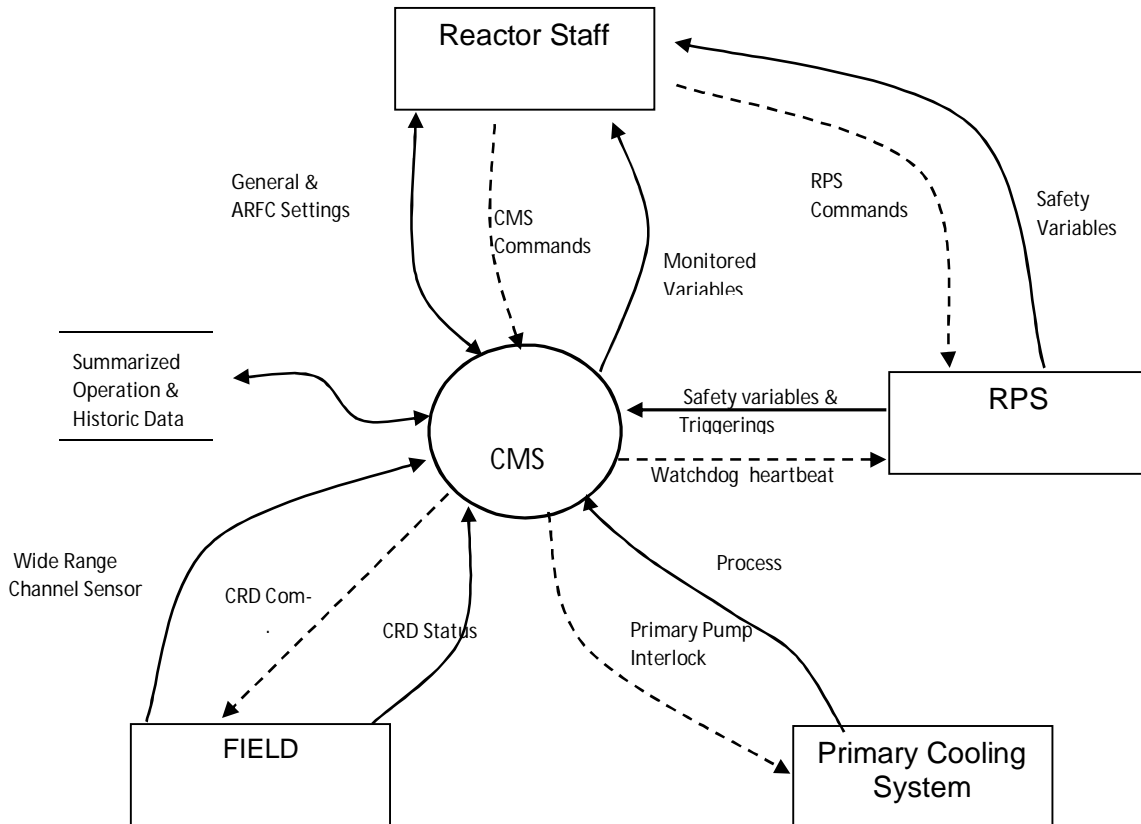 Reactor Staff
General &
ARFC Settings
CMS
Commands
Monitored
Variables
RPS
Commands
Safety
Variables
Summarized
Operation &
Historic Data
Safety variables &
Triggerings
RPS
CMS
Watchdog heartbeat
Wide Range
Channel Sensor
CRD Com-
CRD Status
Process
Primary Pump
Interlock
FIELD
Primary Cooling
System